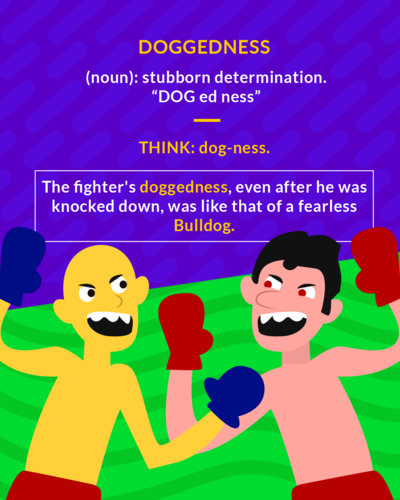 DOGGEDNESS
(noun): stubborn determination.
“DOG ed ness”
THINK: dog-ness.
The fighter's doggedness, even after he was
knocked down, was like that of a fearless
Bulldog.